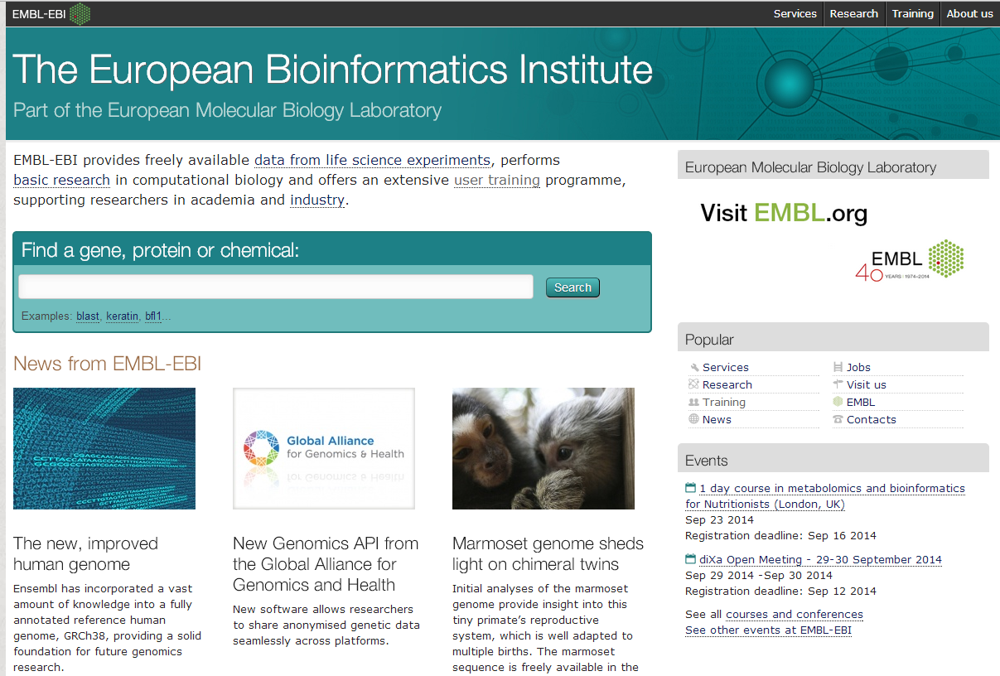 EMBL-EBI
Services
Research
Training
About us
The European Bioinformatics Institute
Part of the European Molecular Biology Laboratory
EMBL-EBI provides freely available data from life science experiments, performs
basic research in computational biology and offers an extensive user training programme,
supporting researchers in academia and industry.
Find a gene, protein or chemical:
Search
Examples: blast, keratin, bfl1...
News from EMBL-EBI
Global Alliance
for Genomics & Health
The new, improved
human genome
Ensembl has incorporated a vast
amount of knowledge into a fully
annotated reference human
genome, GRCh38, providing a solid
foundation for future genomics
research.
New Genomics API from
the Global Alliance for
Genomics and Health
New software allows researchers
to share anonymised genetic data
seamlessly across platforms.
Marmoset genome sheds
light on chimeral twins
Initial analyses of the marmoset
genome provide insight into this
tiny primate's reproductive
system, which is well adapted to
multiple births. The marmoset
sequence is freely available in the
European Molecular Biology Laboratory
Visit EMBL.org
EMBL
40 YEARS | 1974–2014
Popular
Services
Research
Training
News
Jobs
Visit us
EMBL
Contacts
Events
1 day course in metabolomics and bioinformatics
for Nutritionists (London, UK)
Sep 23 2014
Registration deadline: Sep 16 2014
diXa Open Meeting - 29-30 September 2014
Sep 29 2014 -Sep 30 2014
Registration deadline: Sep 12 2014
See all courses and conferences
See other events at EMBL-EBI